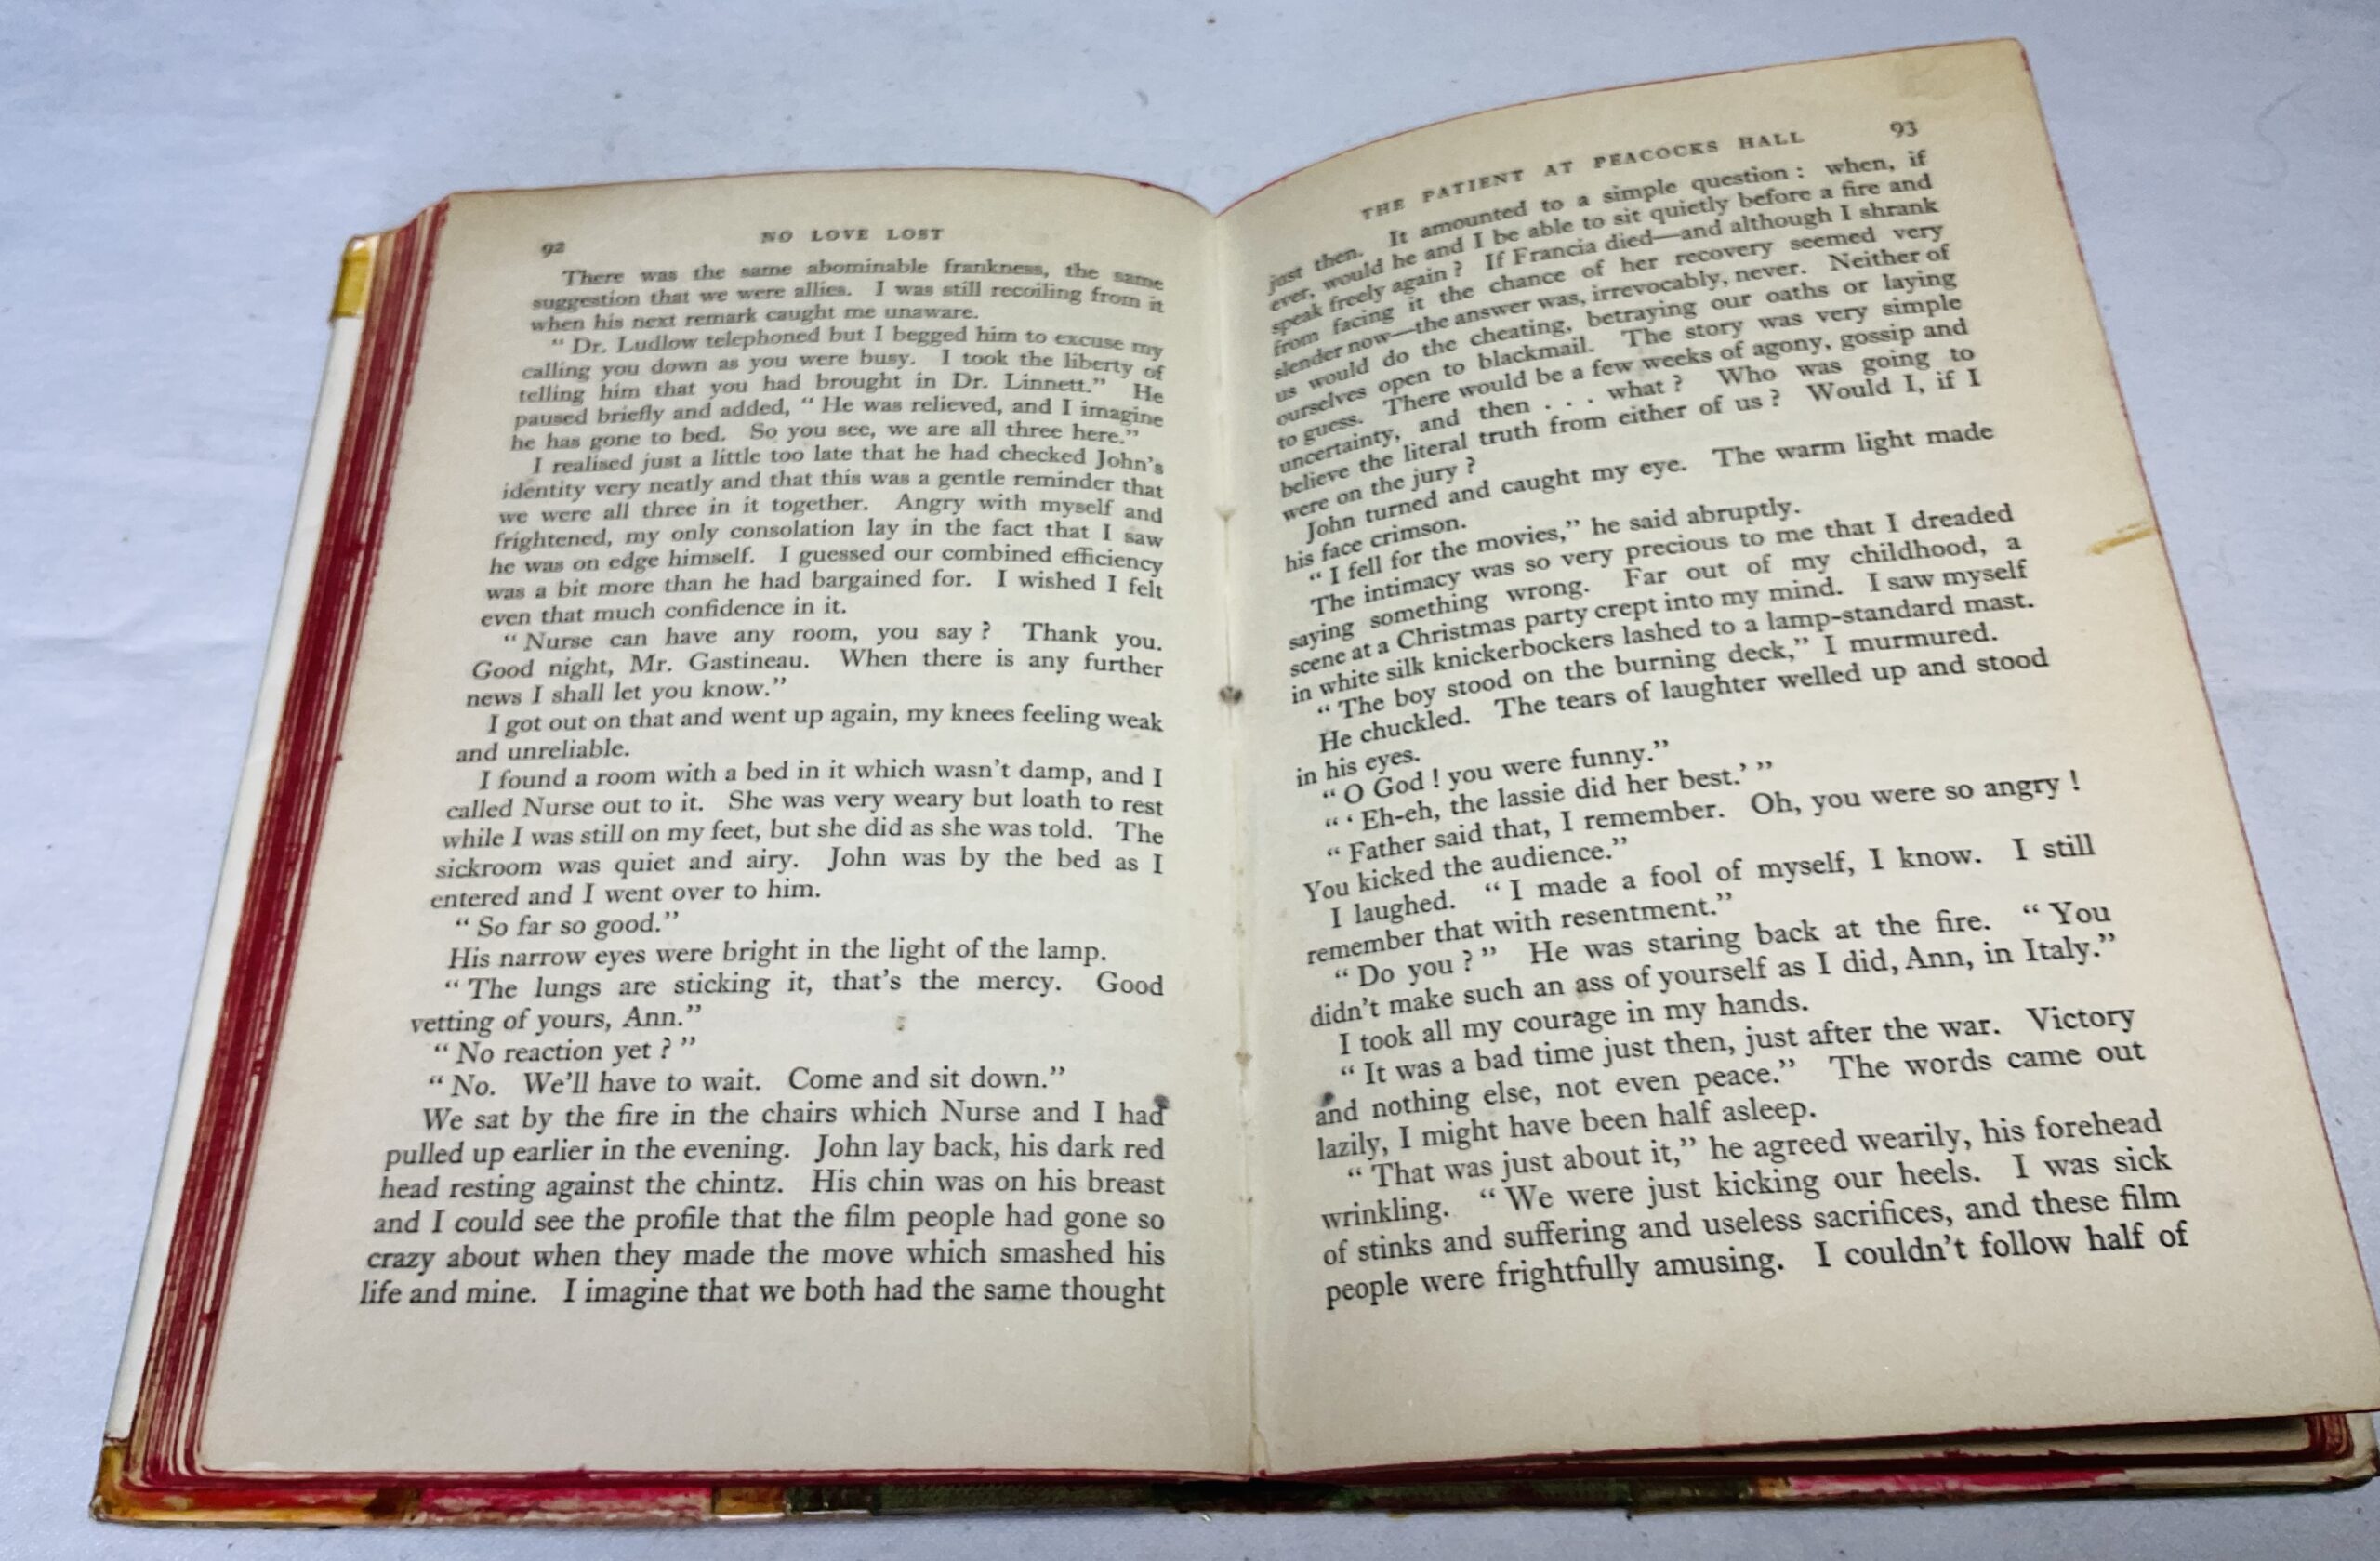 92
NO LOVE LOST
There was the same abominable frankness, the same
suggestion that we were allies. I was still recoiling from it
when his next remark caught me unaware.
“ Dr. Ludlow telephoned but I begged him to excuse my
calling you down as you were busy. I took the liberty of
telling him that you had brought in Dr. Linnett.” He
paused briefly and added, “ He was relieved, and I imagine
he has gone to bed. So you see, we are all three here.”
I realised just a little too late that he had checked John’s
identity very neatly and that this was a gentle reminder that
we were all three in it together. Angry with myself and
frightened, my only consolation lay in the fact that I saw
he was on edge himself. I guessed our combined efficiency
was a bit more than he had bargained for. I wished I felt
even that much confidence in it.
“ Nurse can have any room, you say ? Thank you.
Good night, Mr. Gastineau. When there is any further
news I shall let you know.”
I got out on that and went up again, my knees feeling weak
and unreliable.
I found a room with a bed in it which wasn’t damp, and I
called Nurse out to it. She was very weary but loath to rest
while I was still on my feet, but she did as she was told. The
sickroom was quiet and airy. John was by the bed as I
entered and I went over to him.
“ So far so good.”
His narrow eyes were bright in the light of the lamp.
“ The lungs are sticking it, that’s the mercy. Good
vetting of yours, Ann.”
“ No reaction yet ? ”
“ No. We’ll have to wait. Come and sit down.”
We sat by the fire in the chairs which Nurse and I had
pulled up earlier in the evening. John lay back, his dark red
head resting against the chintz. His chin was on his breast
and I could see the profile that the film people had gone so
crazy about when they made the move which smashed his
life and mine. I imagine that we both had the same thought
THE PATIENT AT PEACOCKS HALL
93
just then. It amounted to a simple question : when, if
ever, would he and I be able to sit quietly before a fire and
speak freely again ? If Francia died—and although I shrank
from facing it the chance of her recovery seemed very
slender now—the answer was, irrevocably, never. Neither of
us would do the cheating, betraying our oaths or laying
ourselves open to blackmail. The story was very simple
to guess. There would be a few weeks of agony, gossip and
uncertainty, and then . . . what ? Who was going to
believe the literal truth from either of us ? Would I, if I
were on the jury ?
John turned and caught my eye. The warm light made
his face crimson.
“ I fell for the movies,” he said abruptly.
The intimacy was so very precious to me that I dreaded
saying something wrong. Far out of my childhood, a
scene at a Christmas party crept into my mind. I saw myself
in white silk knickerbockers lashed to a lamp-standard mast.
“ The boy stood on the burning deck,” I murmured.
He chuckled. The tears of laughter welled up and stood
in his eyes.
“ O God ! you were funny.”
“ ‘ Eh-eh, the lassie did her best.’ ”
“ Father said that, I remember. Oh, you were so angry !
You kicked the audience.”
I laughed. “ I made a fool of myself, I know. I still
remember that with resentment.”
“ Do you ? ” He was staring back at the fire. “ You
didn’t make such an ass of yourself as I did, Ann, in Italy.”
I took all my courage in my hands.
“ It was a bad time just then, just after the war. Victory
and nothing else, not even peace.” The words came out
lazily, I might have been half asleep.
“ That was just about it,” he agreed wearily, his forehead
wrinkling. “ We were just kicking our heels. I was sick
of stinks and suffering and useless sacrifices, and these film
people were frightfully amusing. I couldn’t follow half of